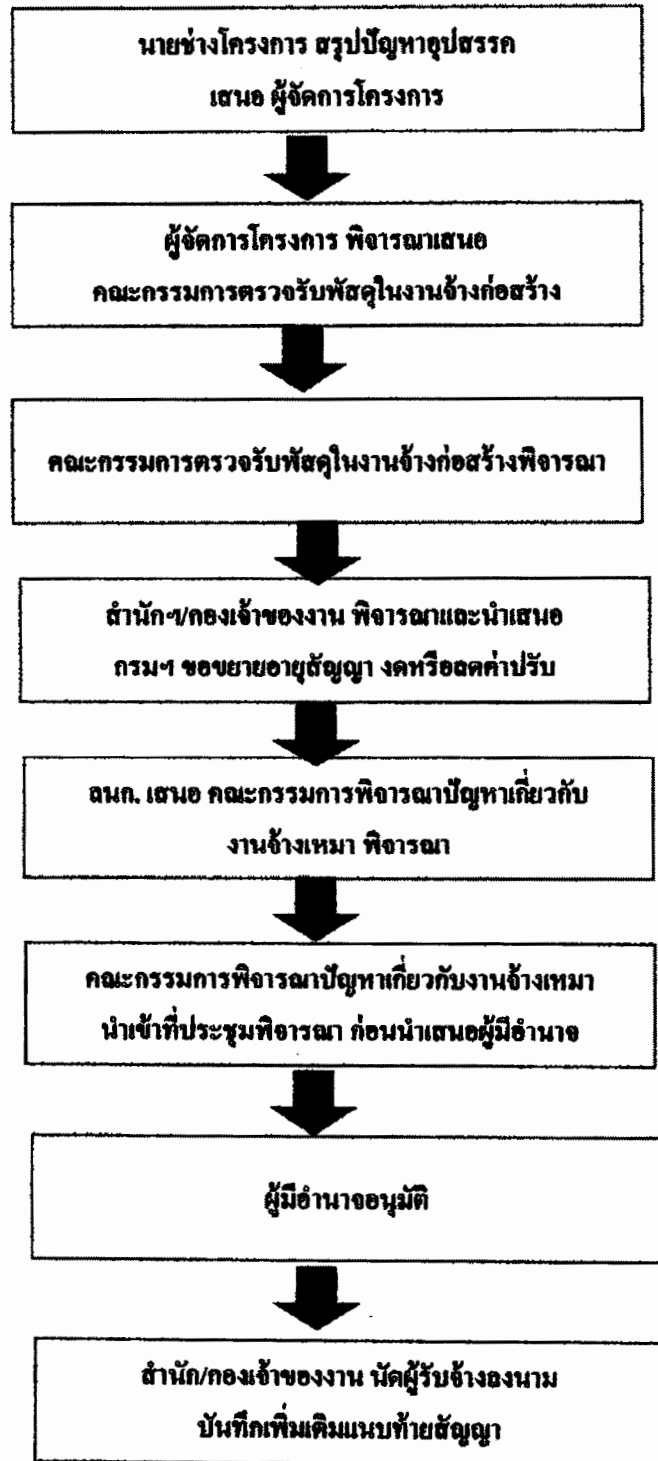 นายช่างโครงการ สรุปปัญหาอุปสรรค
เสนอ ผู้จัดการโครงการ
ผู้จัดการโครงการ พิจารณาเสนอ
คณะกรรมการตรวจรับพัสดุในงานจ้างก่อสร้าง
คณะกรรมการตรวจรับพัสดุในงานจ้างก่อสร้างพิจารณา
สำนักฯ/กองเจ้าของงาน พิจารณาและนำเสนอ
กรมฯ ขอขยายอายุสัญญา งดหรือลดค่าปรับ
ลนก. เสนอ คณะกรรมการพิจารณาปัญหาเกี่ยวกับ
งานจ้างเหมา พิจารณา
คณะกรรมการพิจารณาปัญหาเกี่ยวกับงานจ้างเหมา
นำเข้าที่ประชุมพิจารณา ก่อนนำเสนอผู้มีอำนาจ
ผู้มีอำนาจอนุมัติ
สำนัก/กองเจ้าของงาน นัดผู้รับจ้างลงนาม
บันทึกเพิ่มเติมแนบท้ายสัญญา